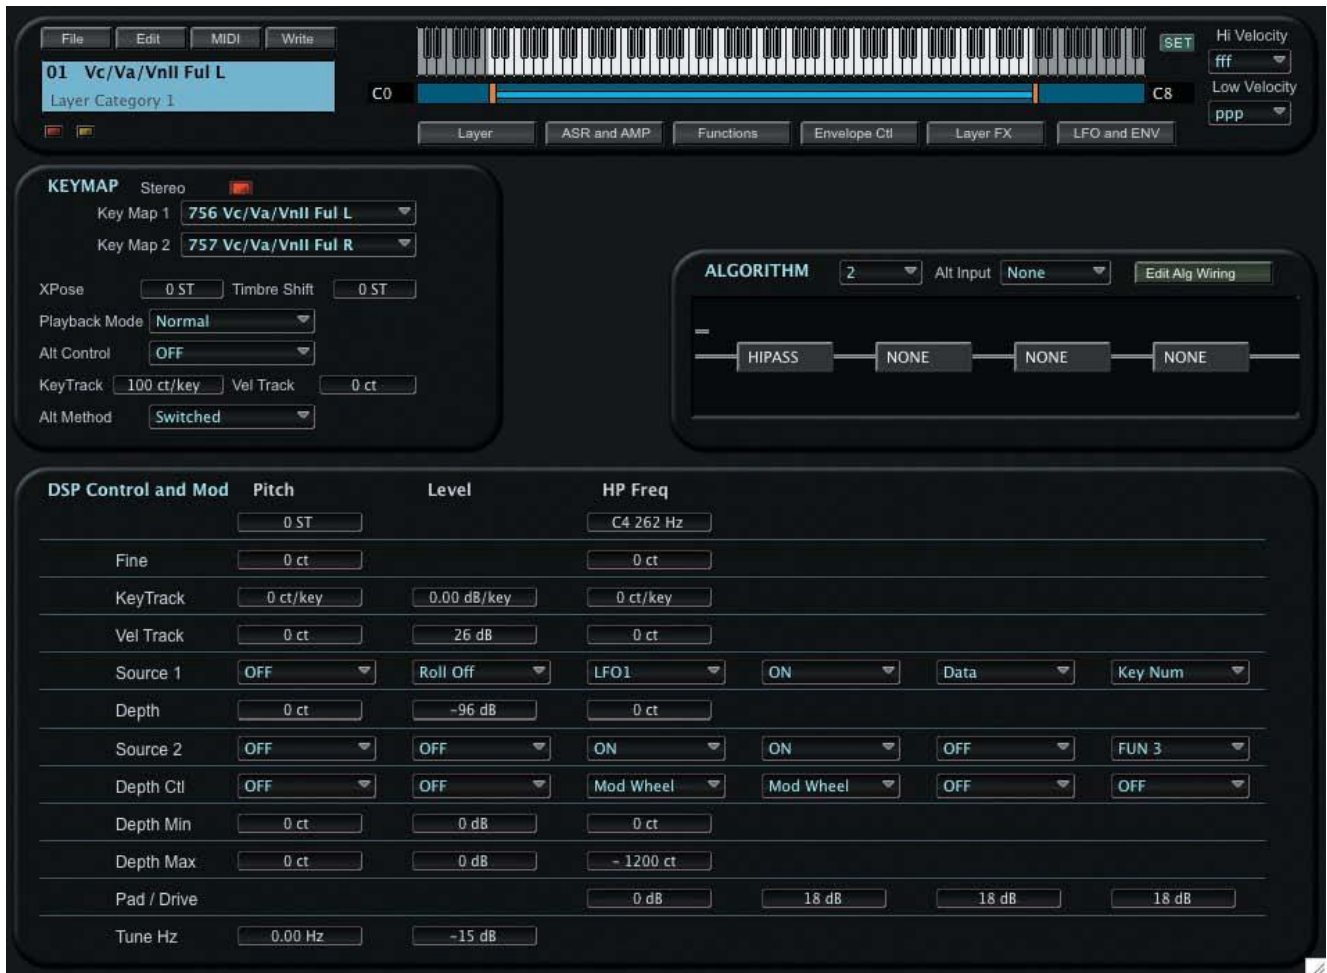 File Edit MIDI Write
01 Vc/Va/VnII Ful L
Layer Category 1
C0 C8
SET
Hi Velocity
fff
Low Velocity
ppp
Layer ASR and AMP Functions Envelope Ctl Layer FX LFO and ENV
KEYMAP Stereo
Key Map 1 756 Vc/Va/VnII Ful L
Key Map 2 757 Vc/Va/VnII Ful R
XPose 0 ST Timbre Shift 0 ST
Playback Mode Normal
Alt Control OFF
KeyTrack 100 ct/key Vel Track 0 ct
Alt Method Switched
ALGORITHM 2 Alt Input None Edit Alg Wiring
HIPASS NONE NONE NONE
DSP Control and Mod Pitch Level HP Freq
0 ST C4 262 Hz
Fine 0 ct 0 ct
KeyTrack 0 ct/key 0.00 dB/key 0 ct/key
Vel Track 0 ct 26 dB 0 ct
Source 1 OFF Roll Off LFO1 ON Data Key Num
Depth 0 ct -96 dB 0 ct
Source 2 OFF OFF ON ON OFF FUN 3
Depth Ctl OFF OFF Mod Wheel Mod Wheel OFF OFF
Depth Min 0 ct 0 dB 0 ct
Depth Max 0 ct 0 dB - 1200 ct
Pad / Drive 0 dB 18 dB 18 dB 18 dB
Tune Hz 0.00 Hz -15 dB